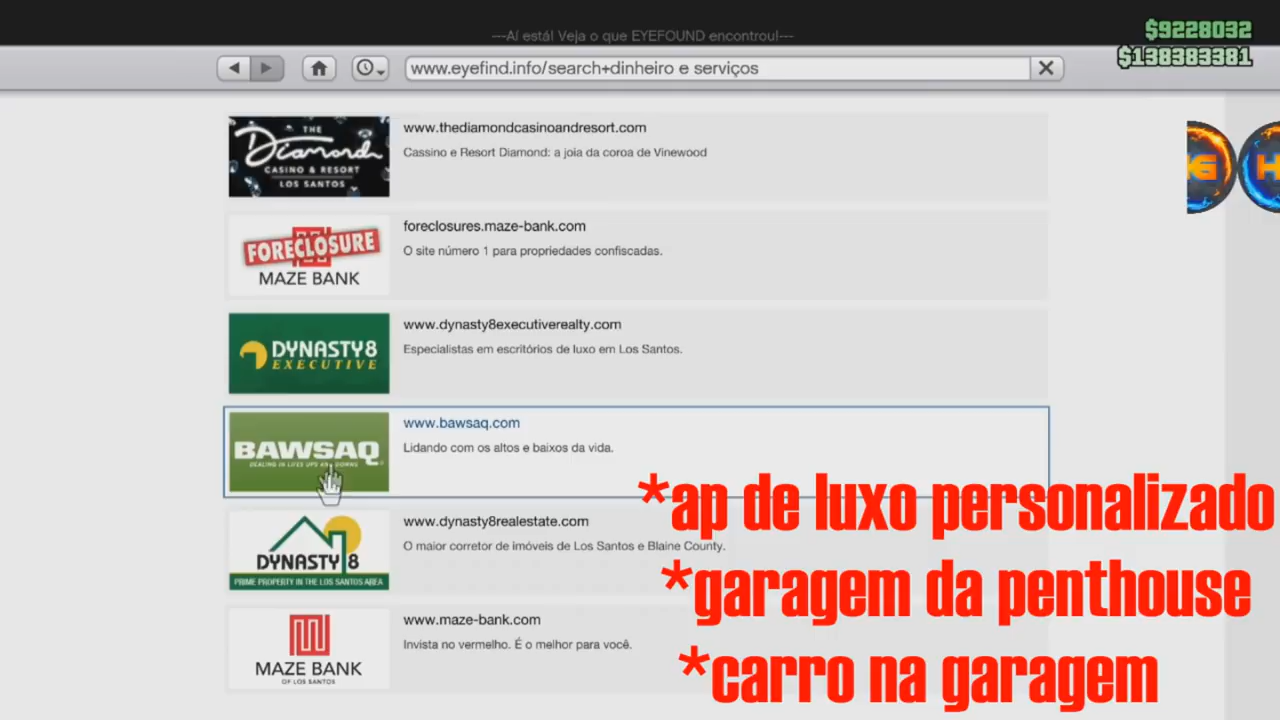 ---Aí está! Veja o que EYEFOUND encontrou!---
$9228032
$138383381
www.eyefind.info/search+dinheiro e serviços
THE
Diamond
CASINO & RESORT
LOS SANTOS
www.thediamondcasinoandresort.com
Cassino e Resort Diamond: a joia da coroa de Vinewood
FORECLOSURE
MAZE BANK
foreclosures.maze-bank.com
O site número 1 para propriedades confiscadas.
DYNASTY8
EXECUTIVE
www.dynasty8executiverealty.com
Especialistas em escritórios de luxo em Los Santos.
BAWSAQ
DEALING IN LIFES UPS AND DOWNS
www.bawsaq.com
Lidando com os altos e baixos da vida.
*ap de luxo personalizado
DYNASTY 8
PRIME PROPERTY IN THE LOS SANTOS AREA
www.dynasty8realestate.com
O maior corretor de imóveis de Los Santos e Blaine County.
*garagem da penthouse
MAZE BANK
OF LOS SANTOS
www.maze-bank.com
Invista no vermelho. É o melhor para você.
*carro na garagem